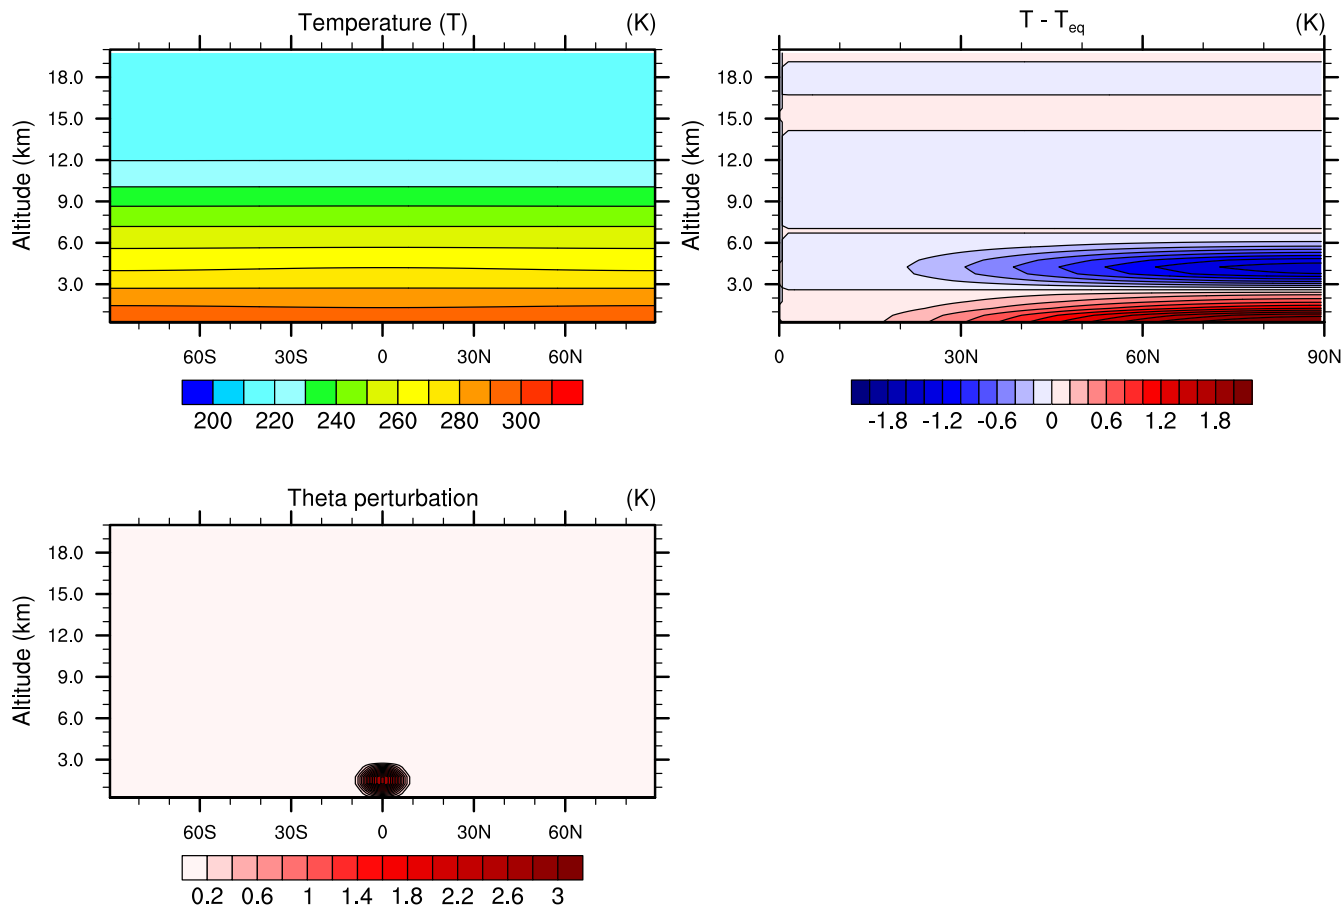 Temperature (T) (K)
Altitude (km)
18.0
15.0
12.0
9.0
6.0
3.0
60S 30S 0 30N 60N
200 220 240 260 280 300
T - Teq (K)
Altitude (km)
18.0
15.0
12.0
9.0
6.0
3.0
0 30N 60N 90N
-1.8 -1.2 -0.6 0 0.6 1.2 1.8
Theta perturbation (K)
Altitude (km)
18.0
15.0
12.0
9.0
6.0
3.0
60S 30S 0 30N 60N
0.2 0.6 1 1.4 1.8 2.2 2.6 3